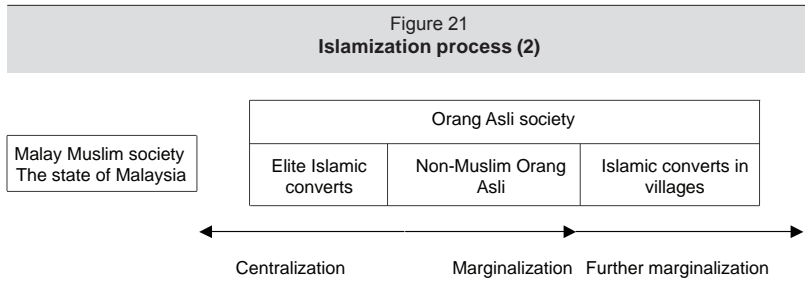 Figure 21
Islamization process (2)
Orang Asli society
Malay Muslim society
The state of Malaysia
Elite Islamic
converts
Non-Muslim Orang
Asli
Islamic converts in
villages
Centralization
Marginalization
Further marginalization